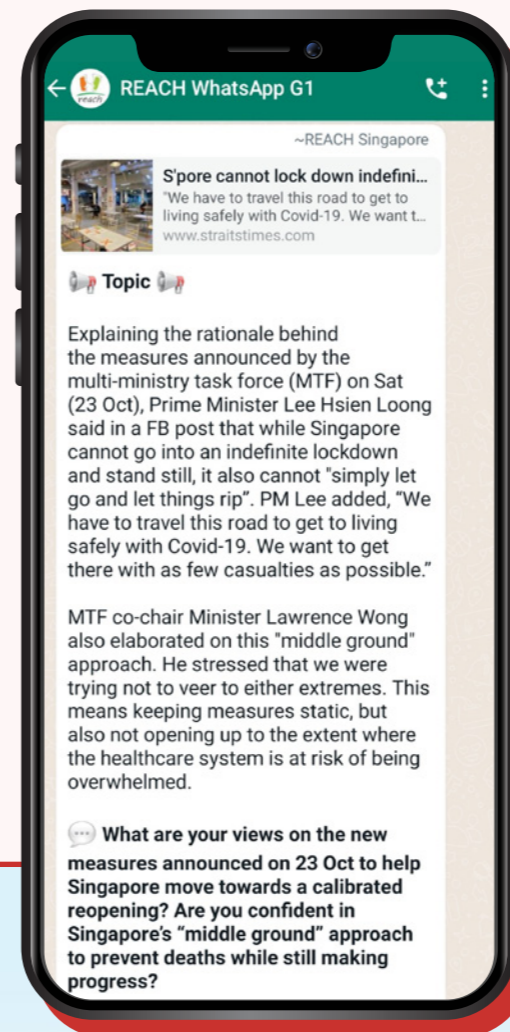 reach
REACH WhatsApp G1
~REACH Singapore
S'pore cannot lock down indefini...
"We have to travel this road to get to
living safely with Covid-19. We want t...
www.straitstimes.com
Topic
Explaining the rationale behind
the measures announced by the
multi-ministry task force (MTF) on Sat
(23 Oct), Prime Minister Lee Hsien Loong
said in a FB post that while Singapore
cannot go into an indefinite lockdown
and stand still, it also cannot "simply let
go and let things rip”. PM Lee added, “We
have to travel this road to get to living
safely with Covid-19. We want to get
there with as few casualties as possible.”
MTF co-chair Minister Lawrence Wong
also elaborated on this "middle ground"
approach. He stressed that we were
trying not to veer to either extremes. This
means keeping measures static, but
also not opening up to the extent where
the healthcare system is at risk of being
overwhelmed.
What are your views on the new
measures announced on 23 Oct to help
Singapore move towards a calibrated
reopening? Are you confident in
Singapore’s “middle ground” approach
to prevent deaths while still making
progress?